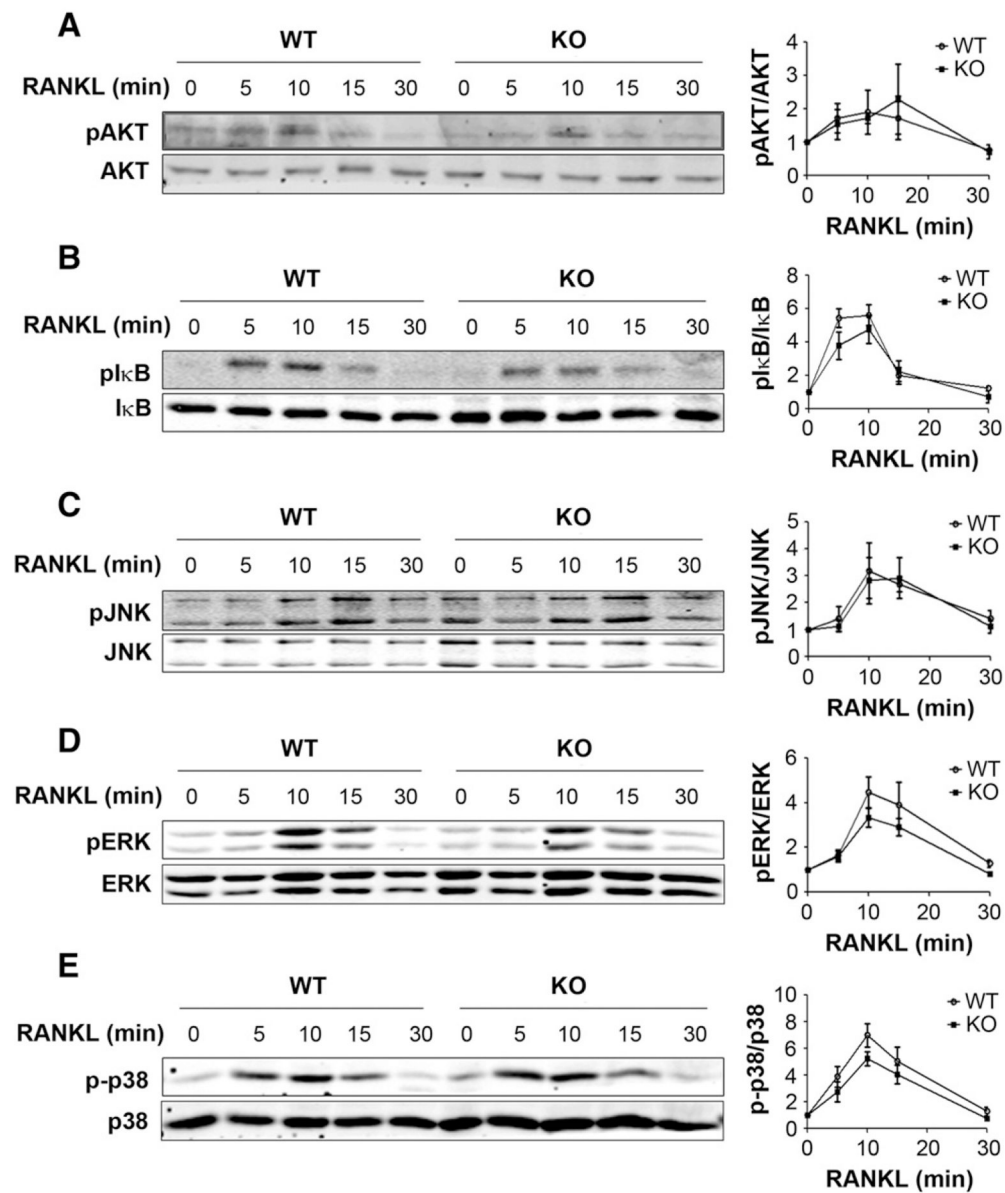 A
WT KO
RANKL (min) 0 5 10 15 30 0 5 10 15 30
pAKT
AKT
pAKT/AKT
4
3
2
1
0
0 10 20 30
RANKL (min)
WT
KO
B
WT KO
RANKL (min) 0 5 10 15 30 0 5 10 15 30
pIκB
IκB
pIκB/IκB
8
6
4
2
0
0 10 20 30
RANKL (min)
WT
KO
C
WT KO
RANKL (min) 0 5 10 15 30 0 5 10 15 30
pJNK
JNK
pJNK/JNK
5
4
3
2
1
0
0 10 20 30
RANKL (min)
WT
KO
D
WT KO
RANKL (min) 0 5 10 15 30 0 5 10 15 30
pERK
ERK
pERK/ERK
6
4
2
0
0 10 20 30
RANKL (min)
WT
KO
E
WT KO
RANKL (min) 0 5 10 15 30 0 5 10 15 30
p-p38
p38
p-p38/p38
10
8
6
4
2
0
0 10 20 30
RANKL (min)
WT
KO